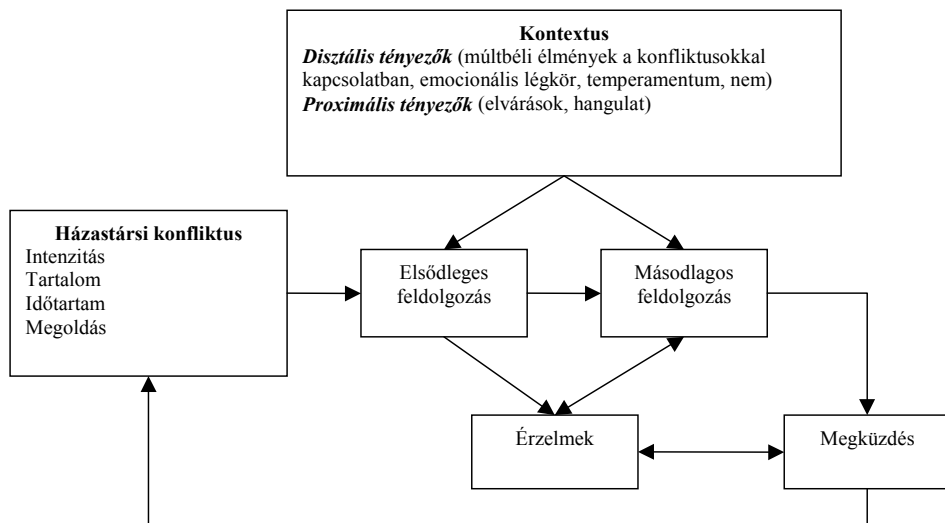 Kontextus
Disztális tényezők (múltbéli élmények a konfliktusokkal
kapcsolatban, emocionális légkör, temperamentum, nem)
Proximális tényezők (elvárások, hangulat)
Házastársi konfliktus
Intenzitás
Tartalom
Időtartam
Megoldás
Elsődleges
feldolgozás
Másodlagos
feldolgozás
Érzelmek
Megküzdés